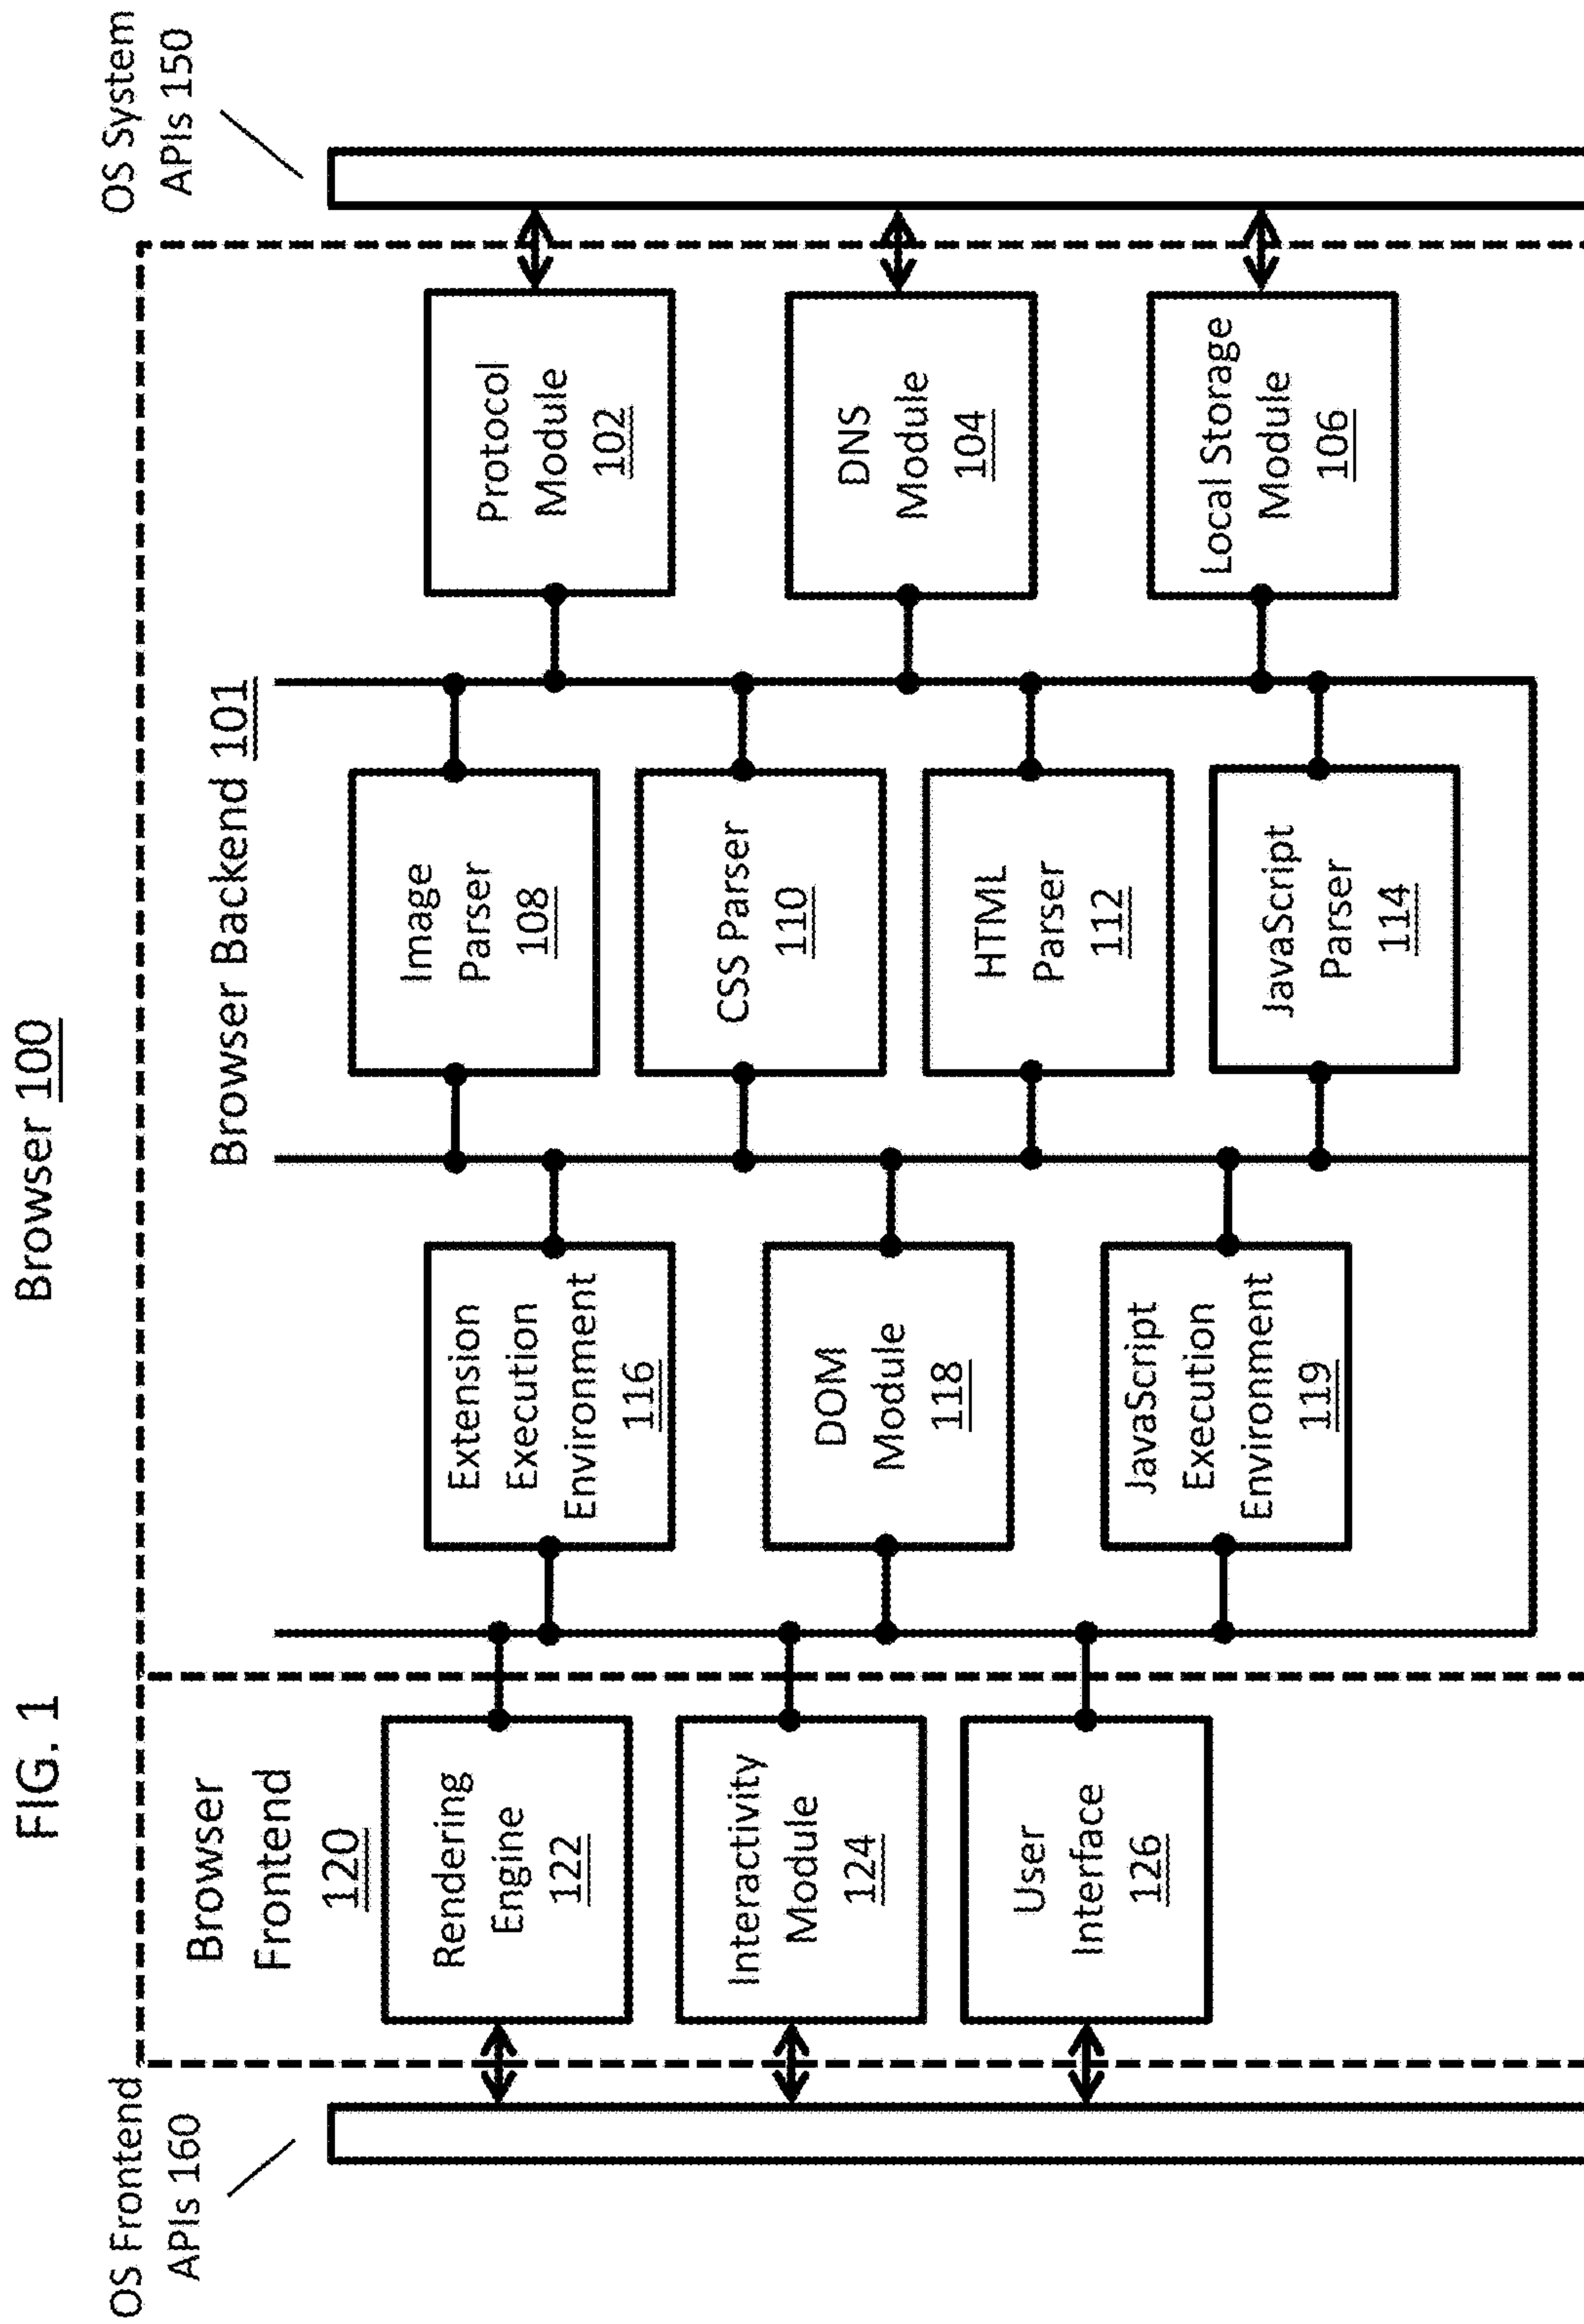 FIG. 1
Browser 100
OS Frontend
APIs 160
Browser
Frontend
120
Browser Backend 101
OS System
APIs 150
Rendering
Engine
122
Interactivity
Module
124
User
Interface
126
Extension
Execution
Environment
116
DOM
Module
118
JavaScript
Execution
Environment
119
Image
Parser
108
CSS Parser
110
HTML
Parser
112
JavaScript
Parser
114
Protocol
Module
102
DNS
Module
104
Local Storage
Module
106